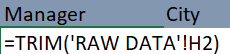 Manager City
=TRIM('RAW DATA'!H2)